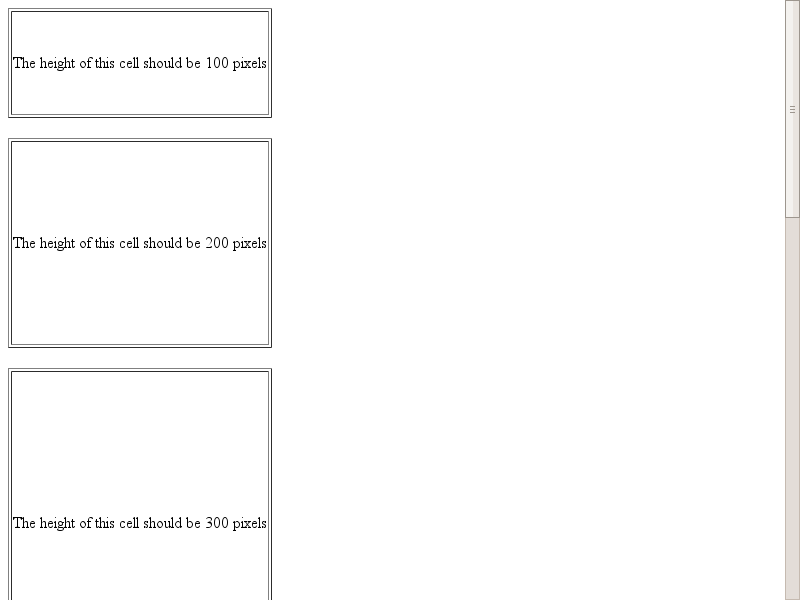 The height of this cell should be 100 pixels
The height of this cell should be 200 pixels
The height of this cell should be 300 pixels